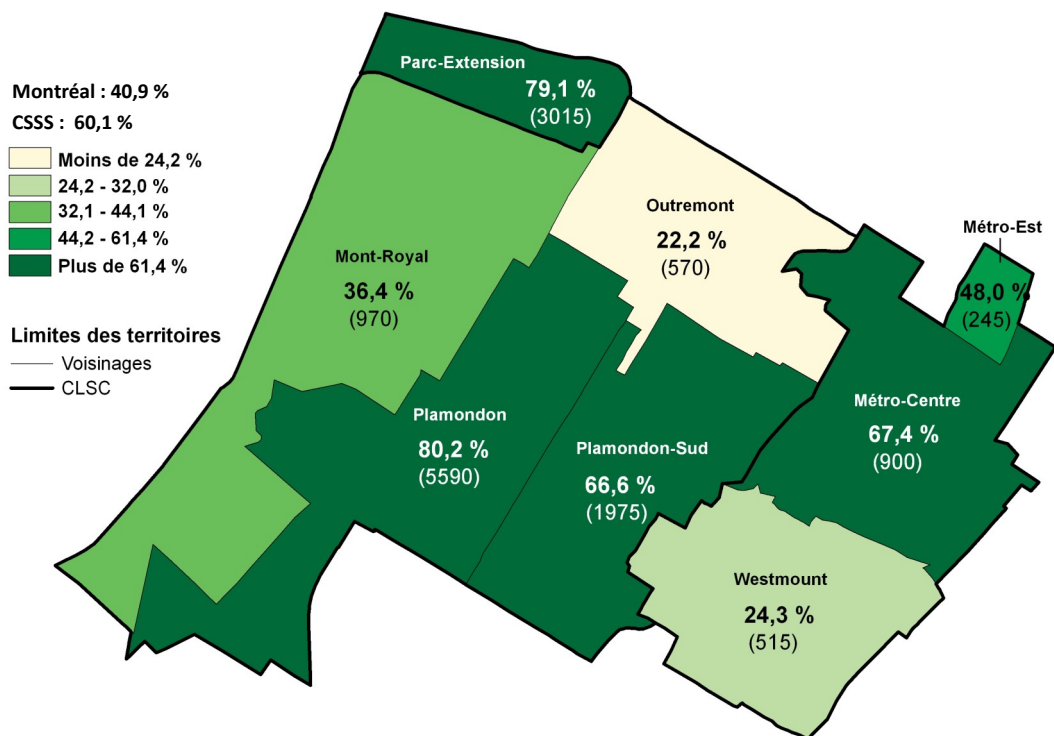 Montréal : 40,9 %
CSSS : 60,1 %
Moins de 24,2 %
24,2 - 32,0 %
32,1 - 44,1 %
44,2 - 61,4 %
Plus de 61,4 %
Limites des territoires
Voisinages
CLSC
Parc-Extension
79,1 %
(3015)
Outremont
22,2 %
(570)
Métro-Est
48,0 %
(245)
Mont-Royal
36,4 %
(970)
Plamondon
80,2 %
(5590)
Plamondon-Sud
66,6 %
(1975)
Métro-Centre
67,4 %
(900)
Westmount
24,3 %
(515)